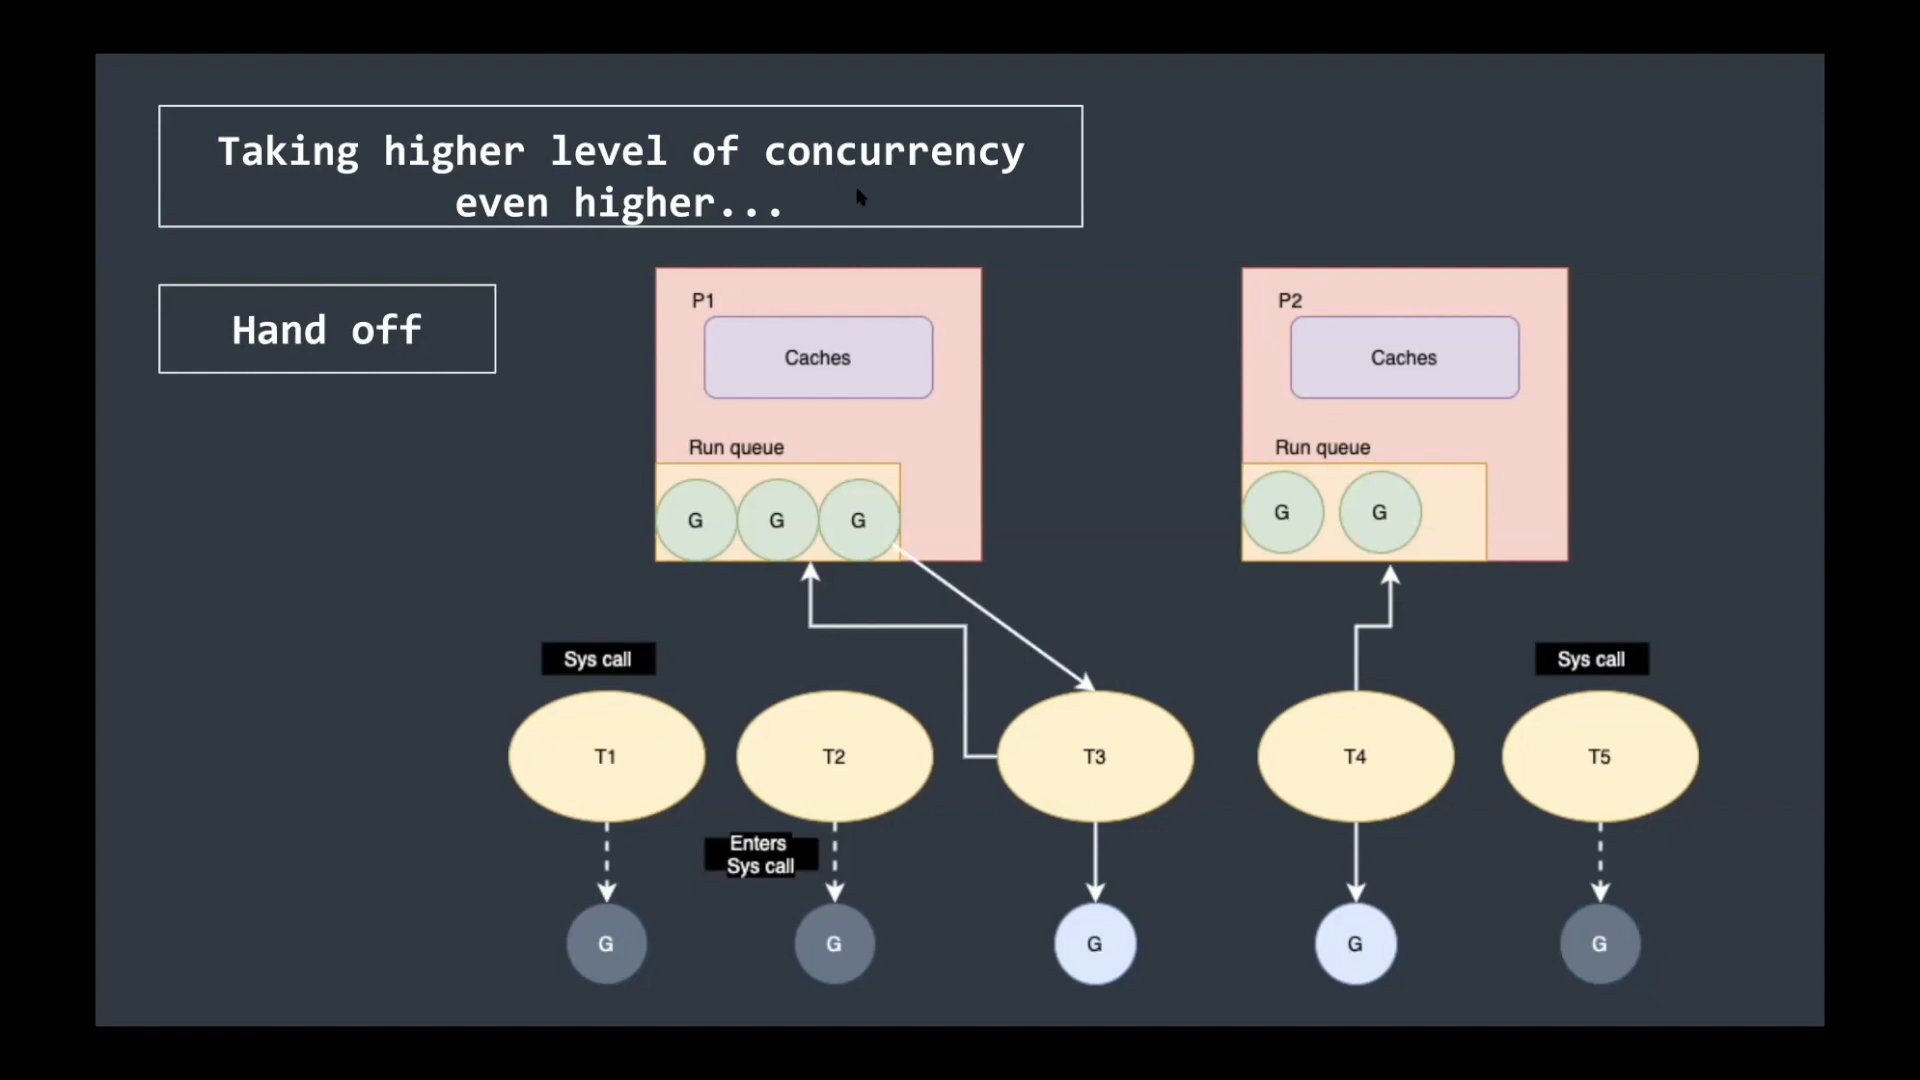 Taking higher level of concurrency
even higher...
Hand off
P1
Caches
Run queue
G G G
P2
Caches
Run queue
G G
Sys call
Sys call
T1
T2
T3
T4
T5
Enters
Sys call
G
G
G
G
G